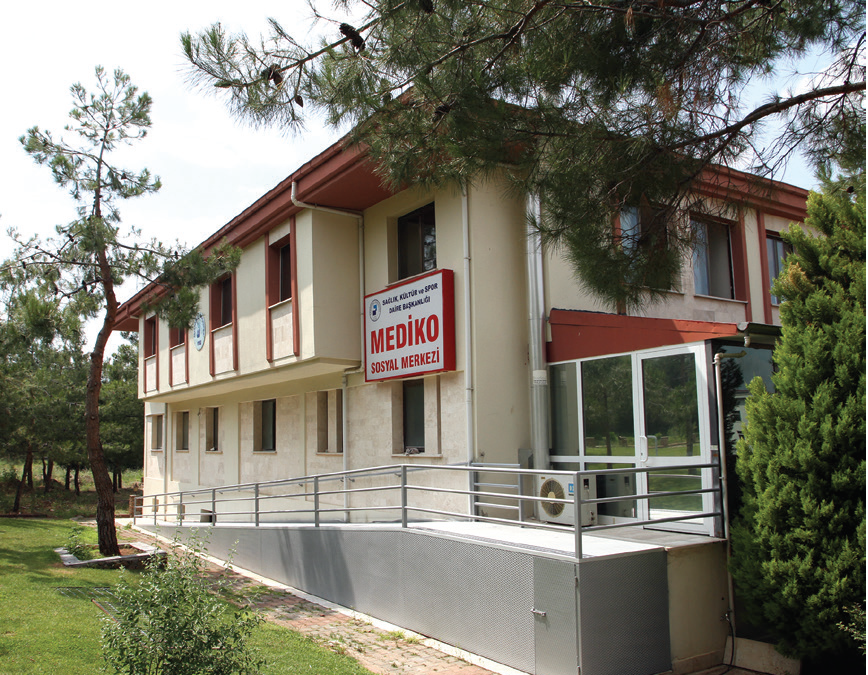 SAĞLIK, KÜLTÜR ve SPOR
DAİRE BAŞKANLIĞI
MEDİKO
SOSYAL MERKEZİ